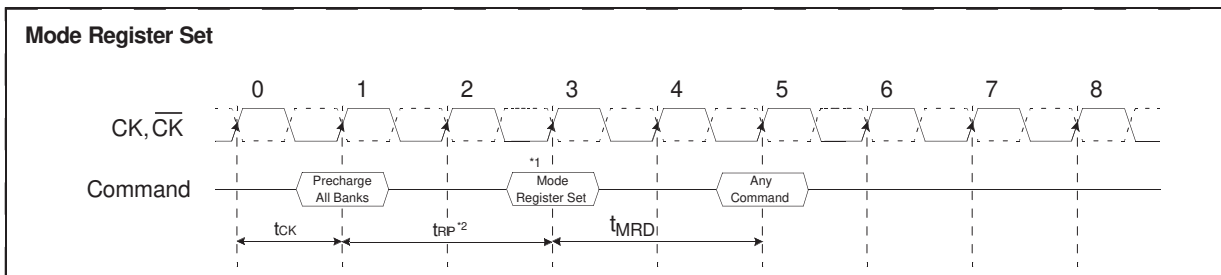 Mode Register Set
0 1 2 3 4 5 6 7 8
CK, CK
*1
Command Precharge All Banks Mode Register Set Any Command
tCK tRP*2 tMRD